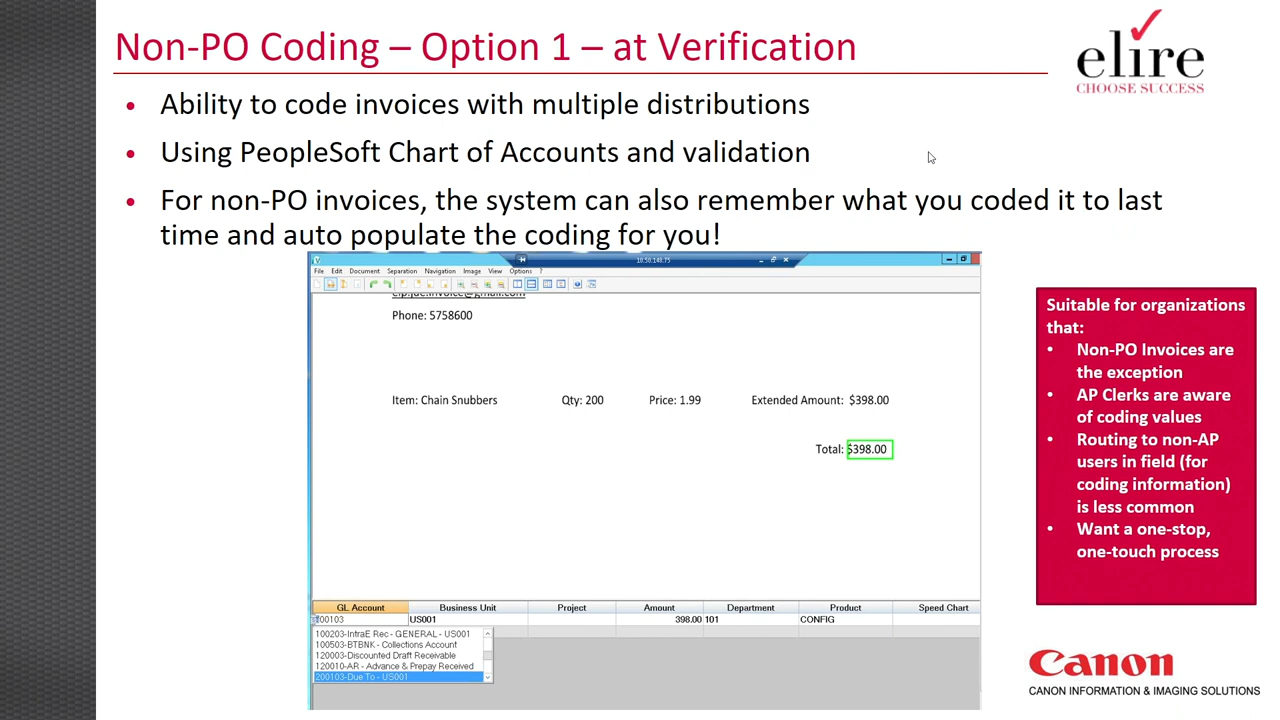 Non-PO Coding – Option 1 – at Verification
elire
CHOOSE SUCCESS
• Ability to code invoices with multiple distributions
• Using PeopleSoft Chart of Accounts and validation
• For non-PO invoices, the system can also remember what you coded it to last
time and auto populate the coding for you!
10.50.148.75
File Edit Document Separation Navigation Image View Options ?
Phone: 5758600
Item: Chain Snubbers Qty: 200 Price: 1.99 Extended Amount: $398.00
Total: $398.00
GL Account Business Unit Project Amount Department Product Speed Chart
US001 398.00 101 CONFIG
100203-IntraE Rec - GENERAL - US001
100503-BTBNK - Collections Account
120003-Discounted Draft Receivable
120010-AR - Advance & Prepay Received
200103-Due To - US001
Suitable for organizations
that:
• Non-PO Invoices are
the exception
• AP Clerks are aware
of coding values
• Routing to non-AP
users in field (for
coding information)
is less common
• Want a one-stop,
one-touch process
Canon
CANON INFORMATION & IMAGING SOLUTIONS